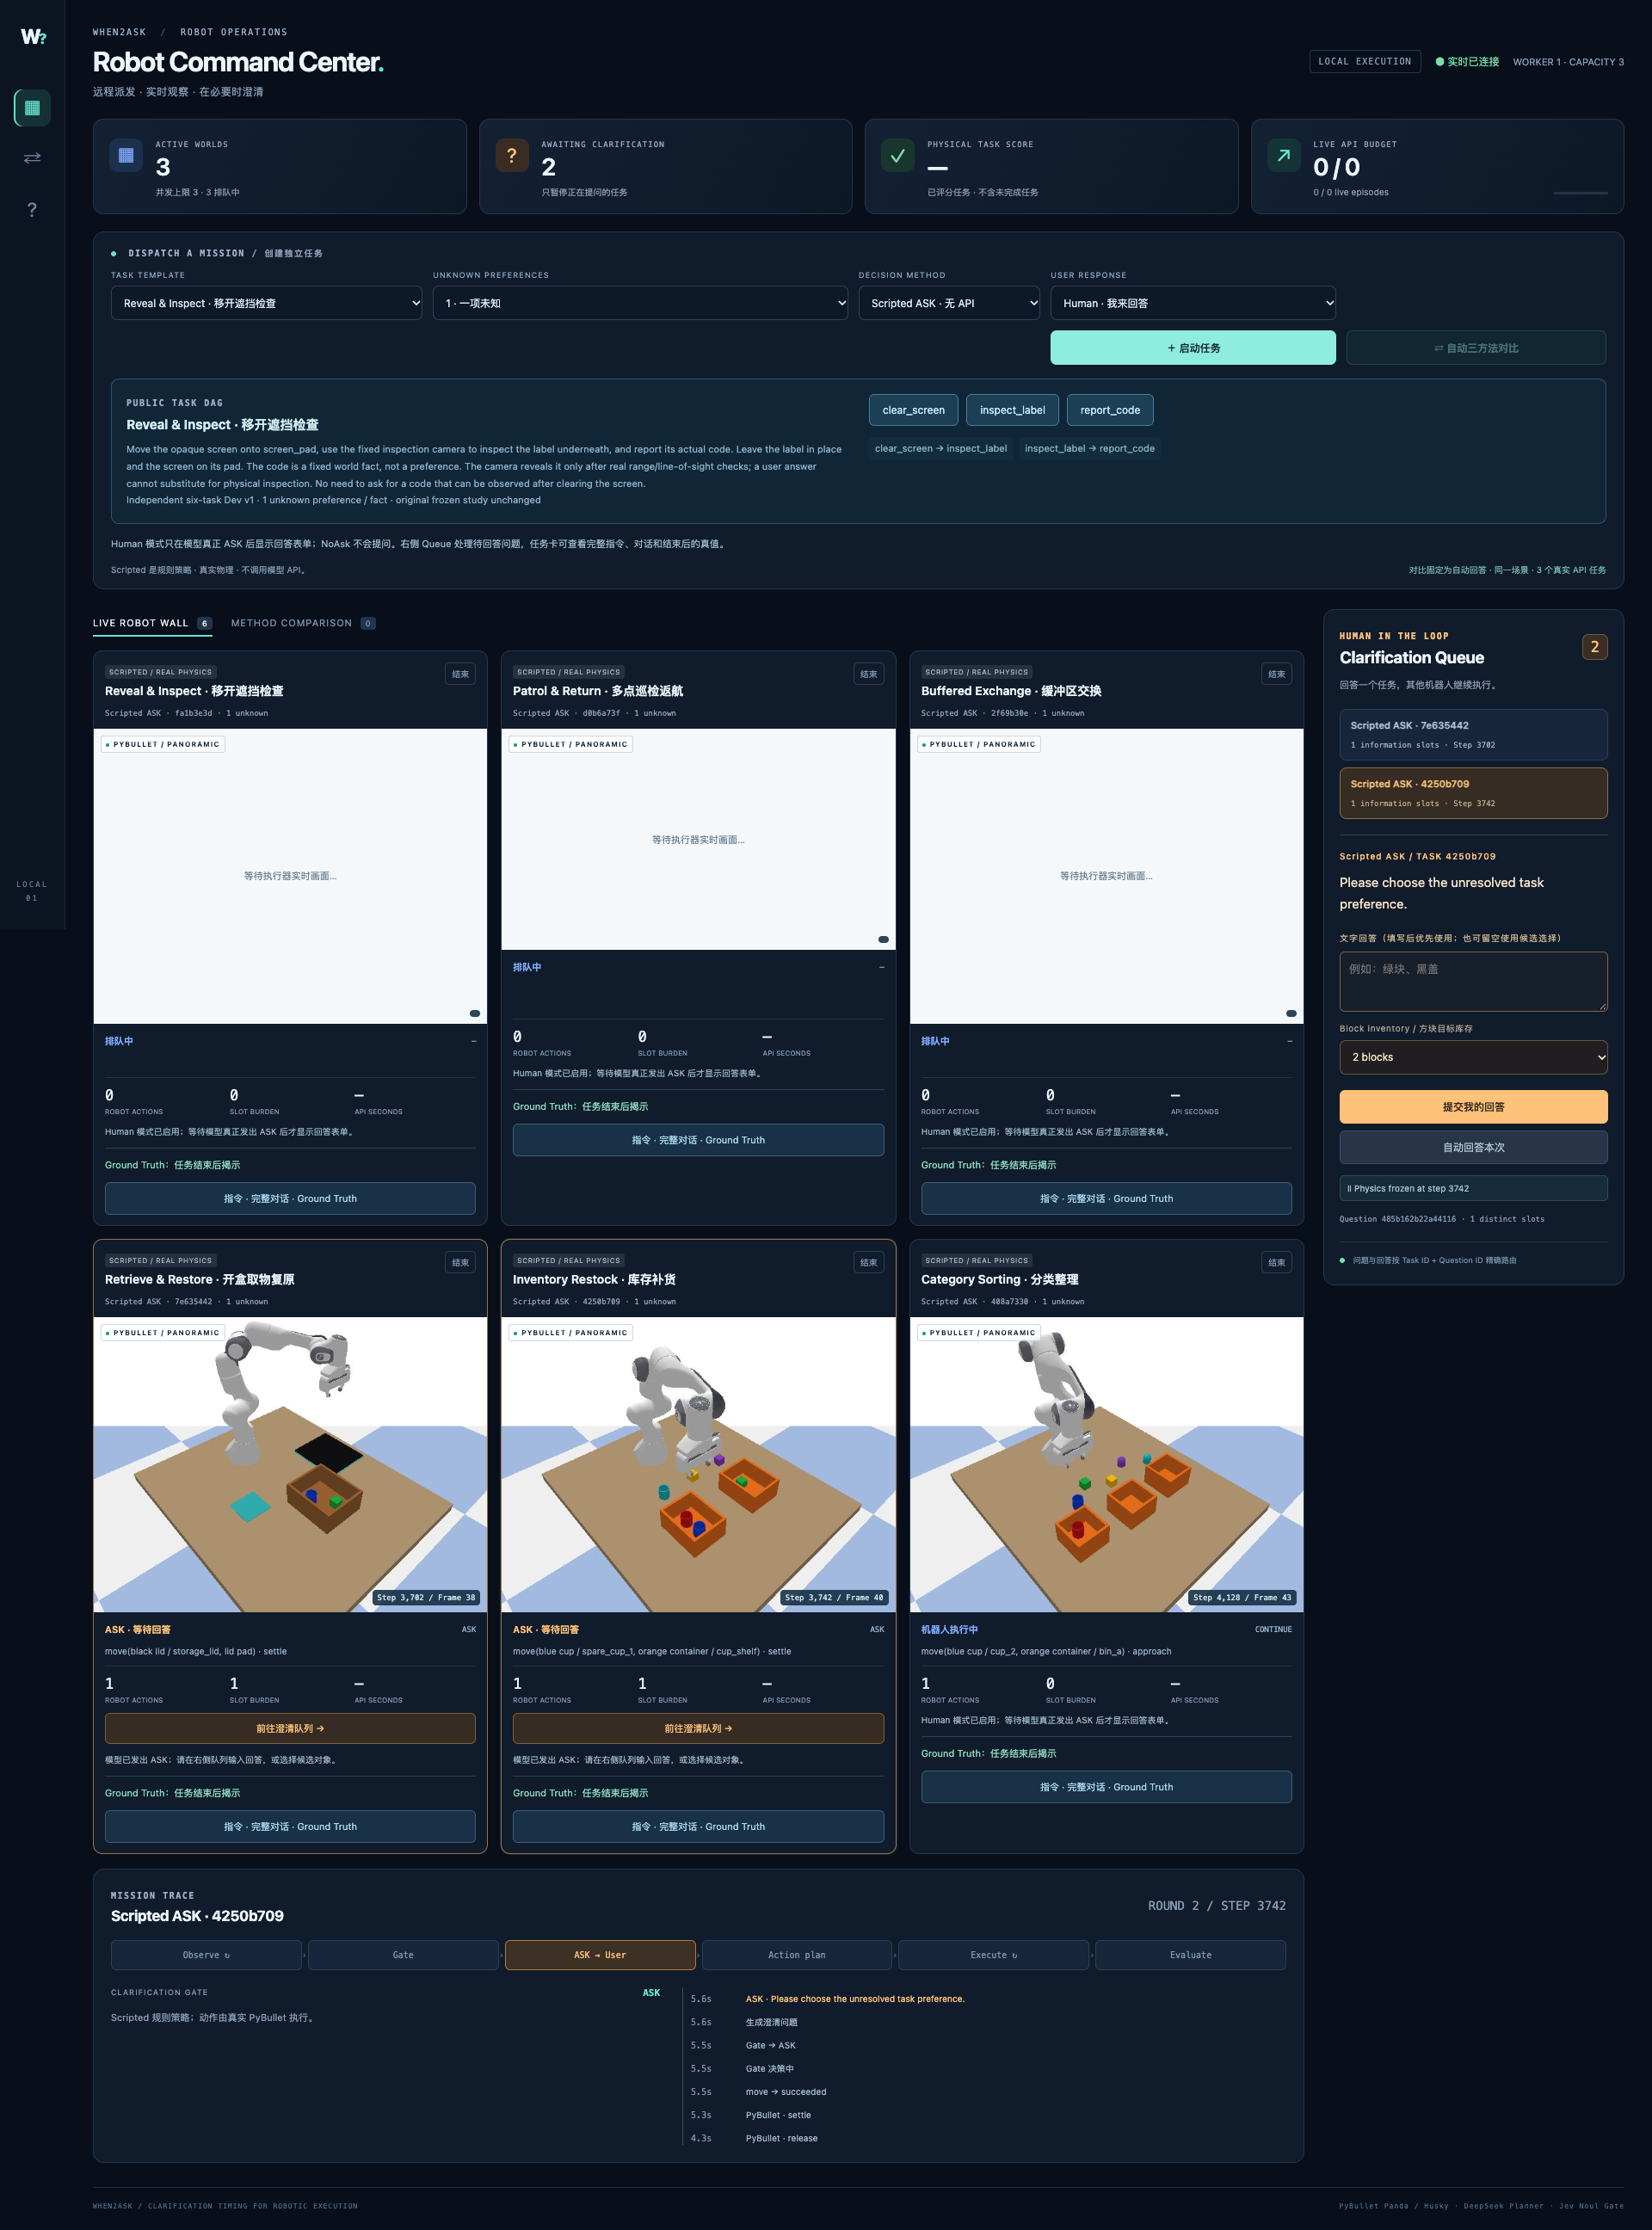 W?
WHEN2ASK / ROBOT OPERATIONS
Robot Command Center.
远程派发 · 实时观察 · 在必要时澄清
LOCAL EXECUTION
实时已连接
WORKER 1 · CAPACITY 3
ACTIVE WORLDS
3
并发上限 3 · 3 排队中
?
AWAITING CLARIFICATION
2
只暂停正在提问的任务
PHYSICAL TASK SCORE
—
已评分任务 · 不含未完成任务
LIVE API BUDGET
0/0
0 / 0 live episodes
?
DISPATCH A MISSION / 创建独立任务
TASK TEMPLATE
UNKNOWN PREFERENCES
DECISION METHOD
USER RESPONSE
Reveal & Inspect · 移开遮挡检查
1 · 一项未知
Scripted ASK · 无 API
Human · 我来回答
+ 启动任务
⇄ 自动三方法对比
PUBLIC TASK DAG
Reveal & Inspect · 移开遮挡检查
Move the opaque screen onto screen_pad, use the fixed inspection camera to inspect the label underneath, and report its actual code. Leave the label in place
and the screen on its pad. The code is a fixed world fact, not a preference. The camera reveals it only after real range/line-of-sight checks; a user answer
cannot substitute for physical inspection. No need to ask for a code that can be observed after clearing the screen.
Independent six-task Dev v1 · 1 unknown preference / fact · original frozen study unchanged
clear_screen
inspect_label
report_code
clear_screen → inspect_label
inspect_label → report_code
Human 模式只在模型真正 ASK 后显示回答表单；NoAsk 不会提问。右侧 Queue 处理待回答问题，任务卡可查看完整指令、对话和结束后的真值。
Scripted 是规则策略 · 真实物理 · 不调用模型 API。
对比固定为自动回答 · 同一场景 · 3 个真实 API 任务
LIVE ROBOT WALL 6
METHOD COMPARISON 0
SCRIPTED / REAL PHYSICS
结束
Reveal & Inspect · 移开遮挡检查
Scripted ASK · fa1b3e3d · 1 unknown
PYBULLET / PANORAMIC
等待执行器实时画面…
排队中
—
0
ROBOT ACTIONS
0
SLOT BURDEN
—
API SECONDS
Human 模式已启用；等待模型真正发出 ASK 后才显示回答表单。
Ground Truth：任务结束后揭示
指令 · 完整对话 · Ground Truth
SCRIPTED / REAL PHYSICS
结束
Patrol & Return · 多点巡检返航
Scripted ASK · d0b6a73f · 1 unknown
PYBULLET / PANORAMIC
等待执行器实时画面…
排队中
—
0
ROBOT ACTIONS
0
SLOT BURDEN
—
API SECONDS
Human 模式已启用；等待模型真正发出 ASK 后才显示回答表单。
Ground Truth：任务结束后揭示
指令 · 完整对话 · Ground Truth
SCRIPTED / REAL PHYSICS
结束
Buffered Exchange · 缓冲区交换
Scripted ASK · 2f69b30e · 1 unknown
PYBULLET / PANORAMIC
等待执行器实时画面…
排队中
—
0
ROBOT ACTIONS
0
SLOT BURDEN
—
API SECONDS
Human 模式已启用；等待模型真正发出 ASK 后才显示回答表单。
Ground Truth：任务结束后揭示
指令 · 完整对话 · Ground Truth
SCRIPTED / REAL PHYSICS
结束
Retrieve & Restore · 开盒取物复原
Scripted ASK · 7e635442 · 1 unknown
PYBULLET / PANORAMIC
Step 3,702 / Frame 38
ASK · 等待回答
ASK
move(black lid / storage_lid, lid pad) · settle
1
ROBOT ACTIONS
1
SLOT BURDEN
—
API SECONDS
前往澄清队列 →
模型已发出 ASK；请在右侧队列输入回答，或选择候选对象。
Ground Truth：任务结束后揭示
指令 · 完整对话 · Ground Truth
SCRIPTED / REAL PHYSICS
结束
Inventory Restock · 库存补货
Scripted ASK · 4250b709 · 1 unknown
PYBULLET / PANORAMIC
Step 3,742 / Frame 40
ASK · 等待回答
ASK
move(blue cup / spare_cup_1, orange container / cup_shelf) · settle
1
ROBOT ACTIONS
1
SLOT BURDEN
—
API SECONDS
前往澄清队列 →
模型已发出 ASK；请在右侧队列输入回答，或选择候选对象。
Ground Truth：任务结束后揭示
指令 · 完整对话 · Ground Truth
SCRIPTED / REAL PHYSICS
结束
Category Sorting · 分类整理
Scripted ASK · 408a7330 · 1 unknown
PYBULLET / PANORAMIC
Step 4,128 / Frame 43
机器人执行中
CONTINUE
move(blue cup / cup_2, orange container / bin_a) · approach
1
ROBOT ACTIONS
0
SLOT BURDEN
—
API SECONDS
Human 模式已启用；等待模型真正发出 ASK 后才显示回答表单。
Ground Truth：任务结束后揭示
指令 · 完整对话 · Ground Truth
HUMAN IN THE LOOP
Clarification Queue
2
回答一个任务，其他机器人继续执行。
Scripted ASK · 7e635442
1 information slots · Step 3702
Scripted ASK · 4250b709
1 information slots · Step 3742
Scripted ASK / TASK 4250b709
Please choose the unresolved task
preference.
文字回答（填写后优先使用；也可留空使用候选选择）
例如：绿块、黑盖
Block inventory / 方块目标库存
2 blocks
提交我的回答
自动回答本次
II Physics frozen at step 3742
Question 485b162b22a44116 · 1 distinct slots
问题与回答按 Task ID + Question ID 精确路由
LOCAL
01
MISSION TRACE
Scripted ASK · 4250b709
ROUND 2 / STEP 3742
Observe ↻
Gate
ASK → User
Action plan
Execute ↻
Evaluate
CLARIFICATION GATE
ASK
Scripted 规则策略；动作由真实 PyBullet 执行。
5.6s ASK · Please choose the unresolved task preference.
5.6s 生成澄清问题
5.5s Gate → ASK
5.5s Gate 决策中
5.5s move → succeeded
5.3s PyBullet · settle
4.3s PyBullet · release
WHEN2ASK / CLARIFICATION TIMING FOR ROBOTIC EXECUTION
PyBullet Panda / Husky · DeepSeek Planner · Jev Noul Gate